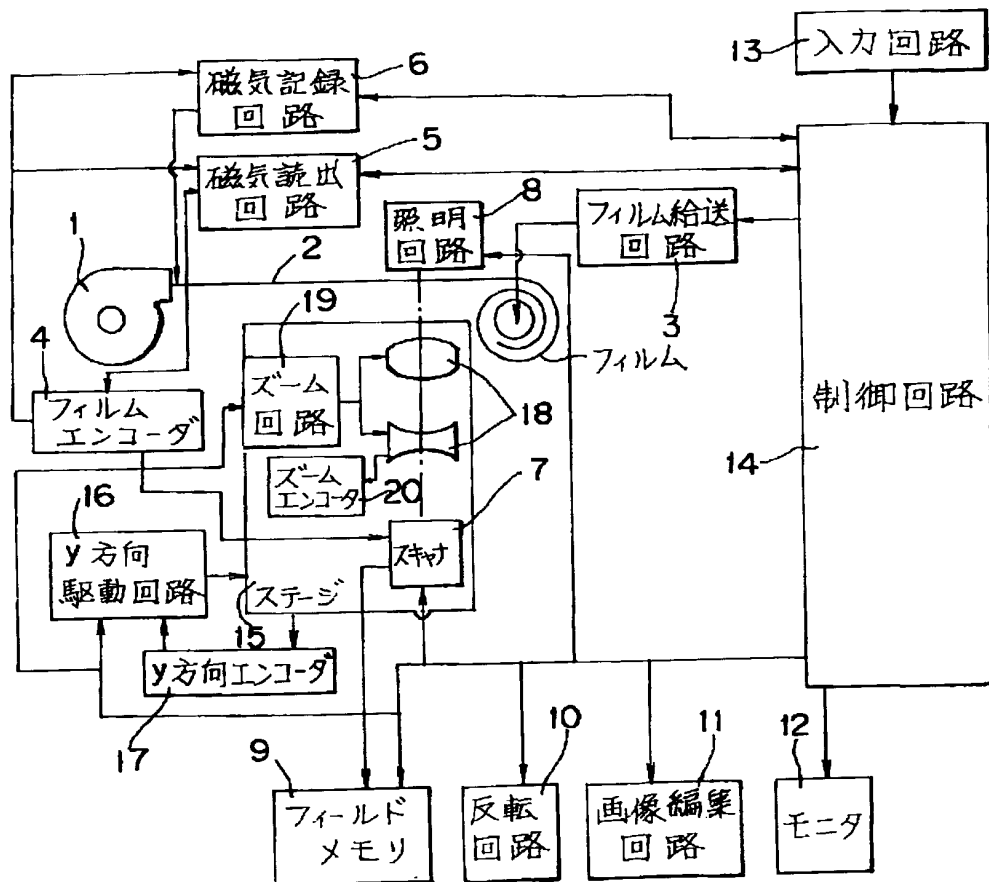 13
入力回路
6
磁気記録
回路
5
磁気読出
回路
8
照明
回路
フィルム給送
回路
3
1
2
フィルム
制御回路
14
4
フィルム
エンコーダ
19
ズーム
回路
18
ズーム
エンコータ
20
7
スキャナ
16
y方向
駆動回路
15
ステージ
y方向エンコーダ
17
9
フィールド
メモリ
10
反転
回路
11
画像編集
回路
12
モニタ